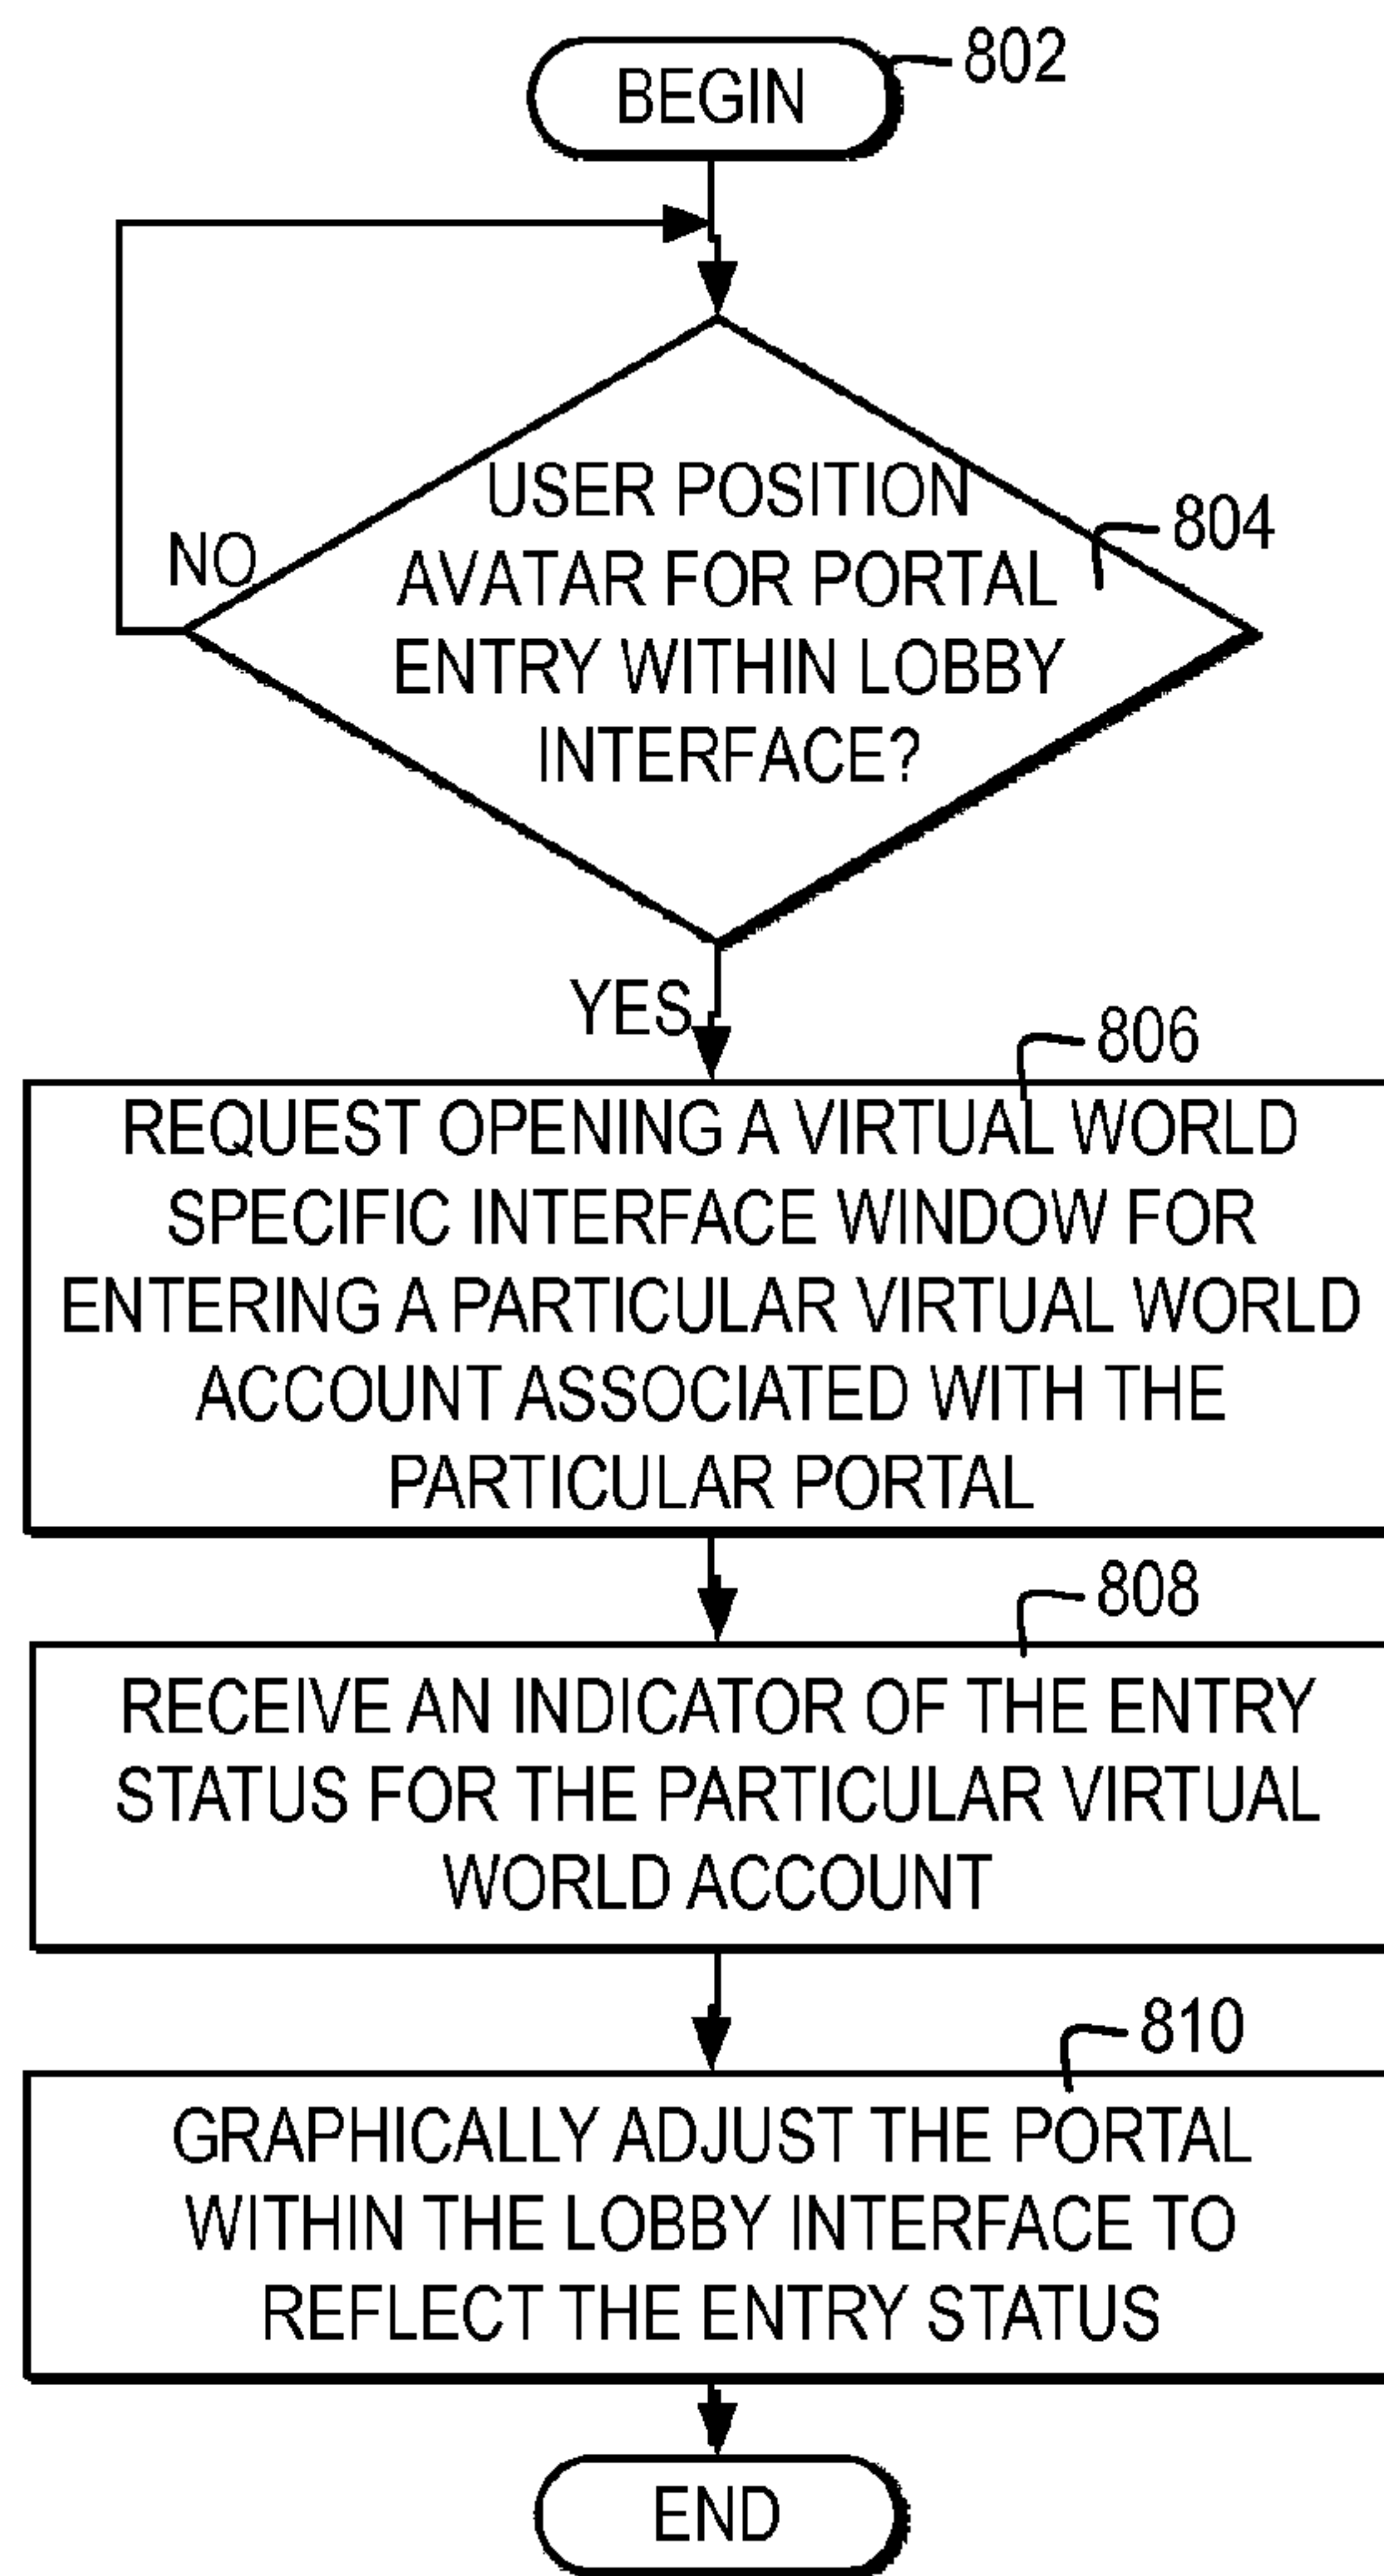 BEGIN
802
USER POSITION
AVATAR FOR PORTAL
ENTRY WITHIN LOBBY
INTERFACE?
804
NO
YES
806
REQUEST OPENING A VIRTUAL WORLD
SPECIFIC INTERFACE WINDOW FOR
ENTERING A PARTICULAR VIRTUAL WORLD
ACCOUNT ASSOCIATED WITH THE
PARTICULAR PORTAL
808
RECEIVE AN INDICATOR OF THE ENTRY
STATUS FOR THE PARTICULAR VIRTUAL
WORLD ACCOUNT
810
GRAPHICALLY ADJUST THE PORTAL
WITHIN THE LOBBY INTERFACE TO
REFLECT THE ENTRY STATUS
END